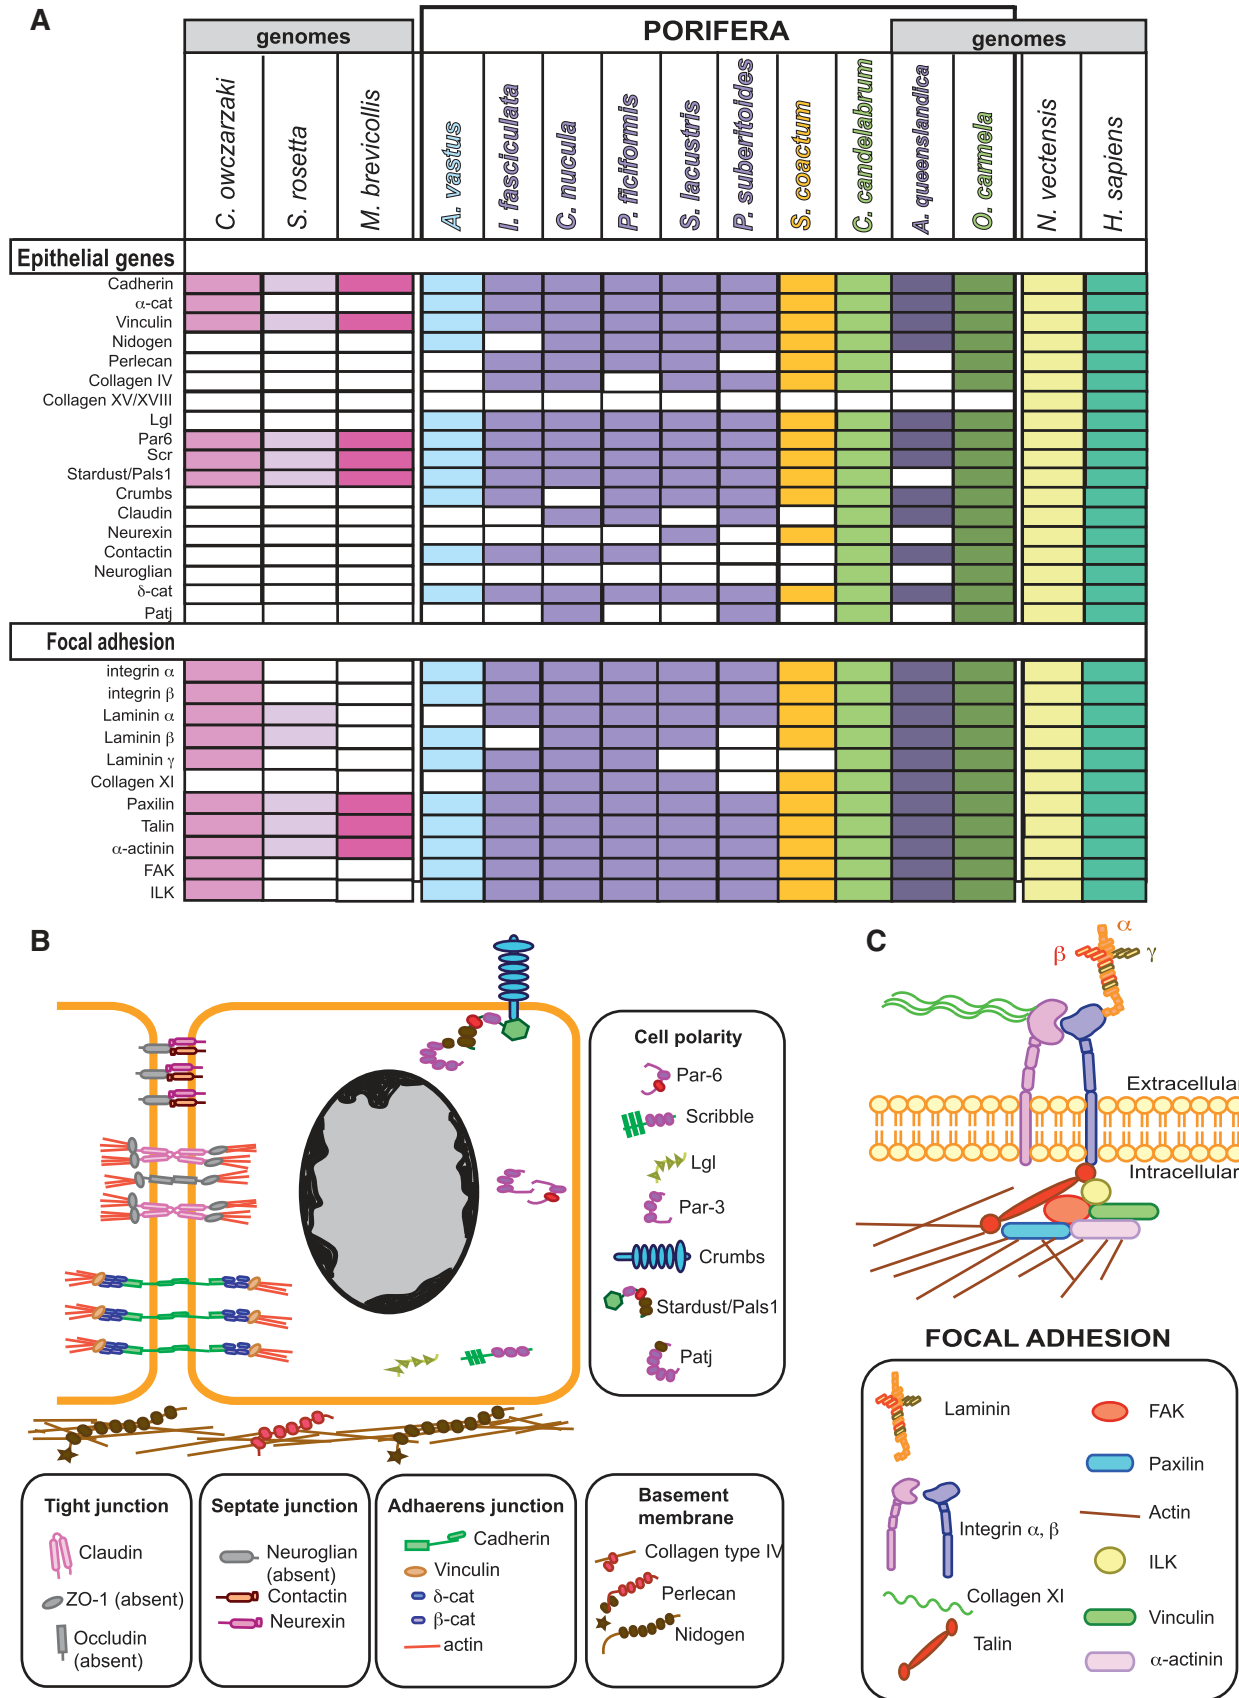 A
genomes
PORIFERA
genomes
C. owczarzaki
S. rosetta
M. brevicollis
A. vastus
I. fasciculata
C. nucula
P. ficiformis
S. lacustris
P. suberitoides
S. coactum
C. candelabrum
A. queenslandica
O. carmela
N. vectensis
H. sapiens
Epithelial genes
Cadherin
α-cat
Vinculin
Nidogen
Perlecan
Collagen IV
Collagen XV/XVIII
Lgl
Par6
Scr
Stardust/Pals1
Crumbs
Claudin
Neurexin
Contactin
Neuroglian
δ-cat
Patj
Focal adhesion
integrin α
integrin β
Laminin α
Laminin β
Laminin γ
Collagen XI
Paxilin
Talin
α-actinin
FAK
ILK
B
Cell polarity
Par-6
Scribble
Lgl
Par-3
Crumbs
Stardust/Pals1
Patj
Tight junction
Claudin
ZO-1 (absent)
Occludin
(absent)
Septate junction
Neuroglian
(absent)
Contactin
Neurexin
Adhaerens junction
Cadherin
Vinculin
δ-cat
β-cat
actin
Basement
membrane
Collagen type IV
Perlecan
Nidogen
C
α
β
γ
Extracellular
Intracellular
FOCAL ADHESION
Laminin
Integrin α, β
Collagen XI
Talin
FAK
Paxilin
Actin
ILK
Vinculin
α-actinin